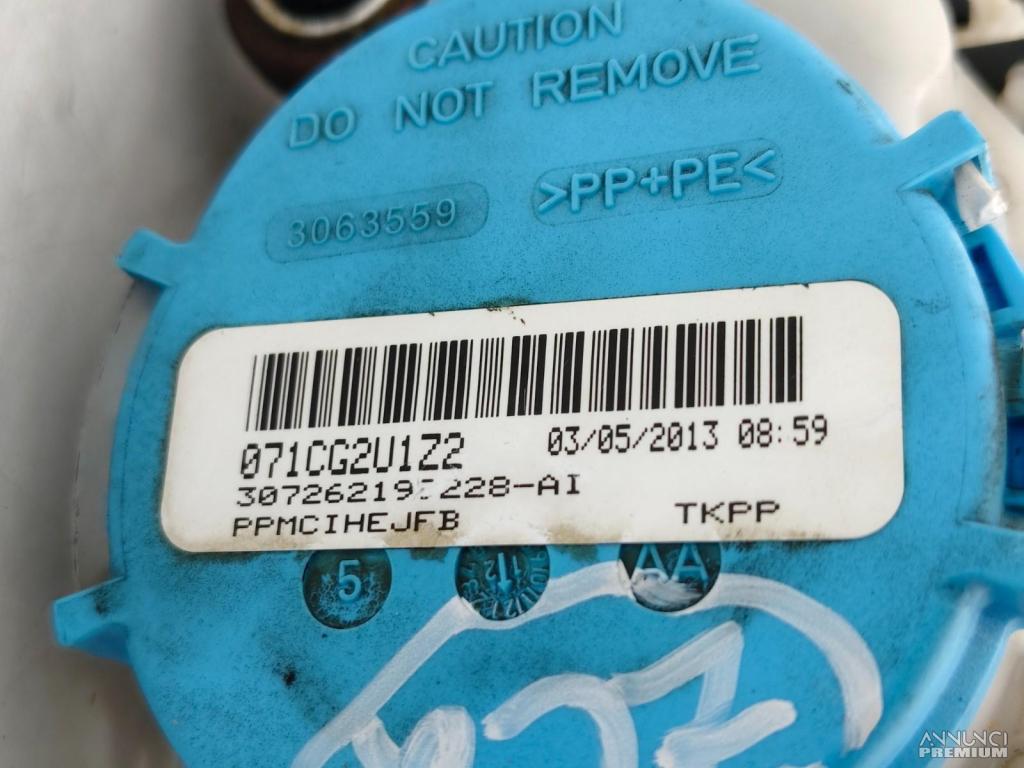 CAUTION
DO NOT REMOVE
>PP+PE<
3063559
071CG2U1Z2 03/05/2013 08:59
PPMCIHEJFB TKPP
5 12 AA
ANNUNCI
PREMIUM